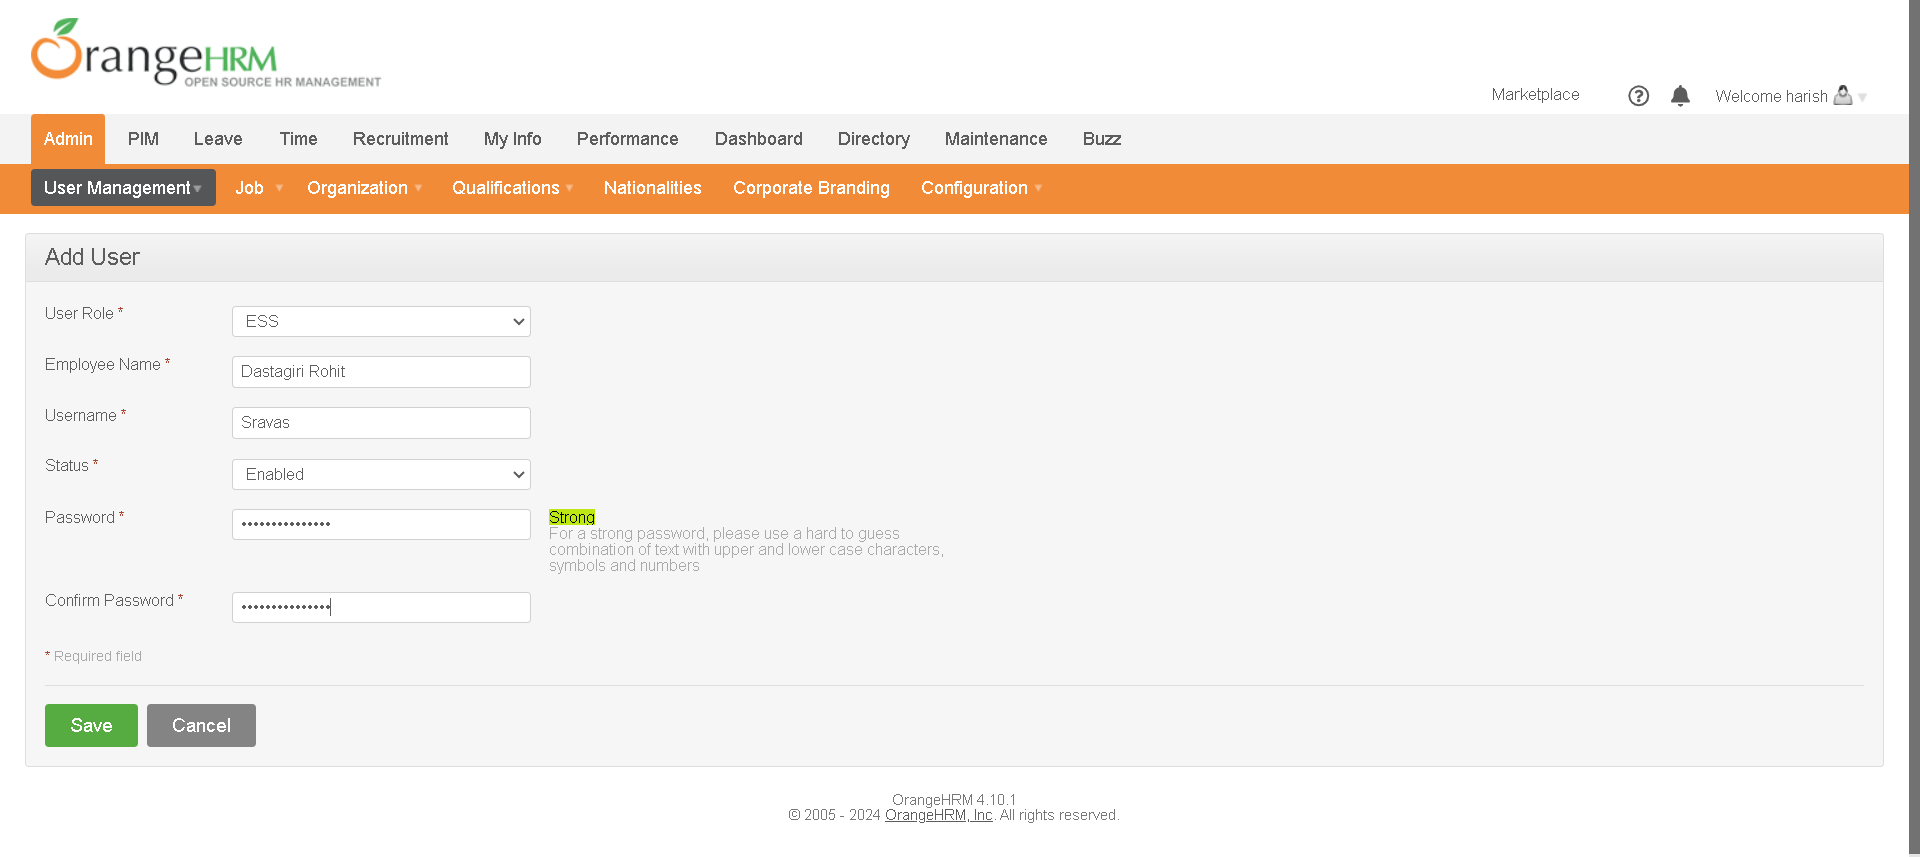 OrangeHRM
OPEN SOURCE HR MANAGEMENT
Marketplace
Welcome harish
Admin PIM Leave Time Recruitment My Info Performance Dashboard Directory Maintenance Buzz
User Management Job Organization Qualifications Nationalities Corporate Branding Configuration
Add User
User Role *
ESS
Employee Name *
Dastagiri Rohit
Username *
Sravas
Status *
Enabled
Password *
•••••••••••••••
Strong
For a strong password, please use a hard to guess
combination of text with upper and lower case characters,
symbols and numbers
Confirm Password *
•••••••••••••••
* Required field
Save Cancel
OrangeHRM 4.10.1
© 2005 - 2024 OrangeHRM, Inc. All rights reserved.